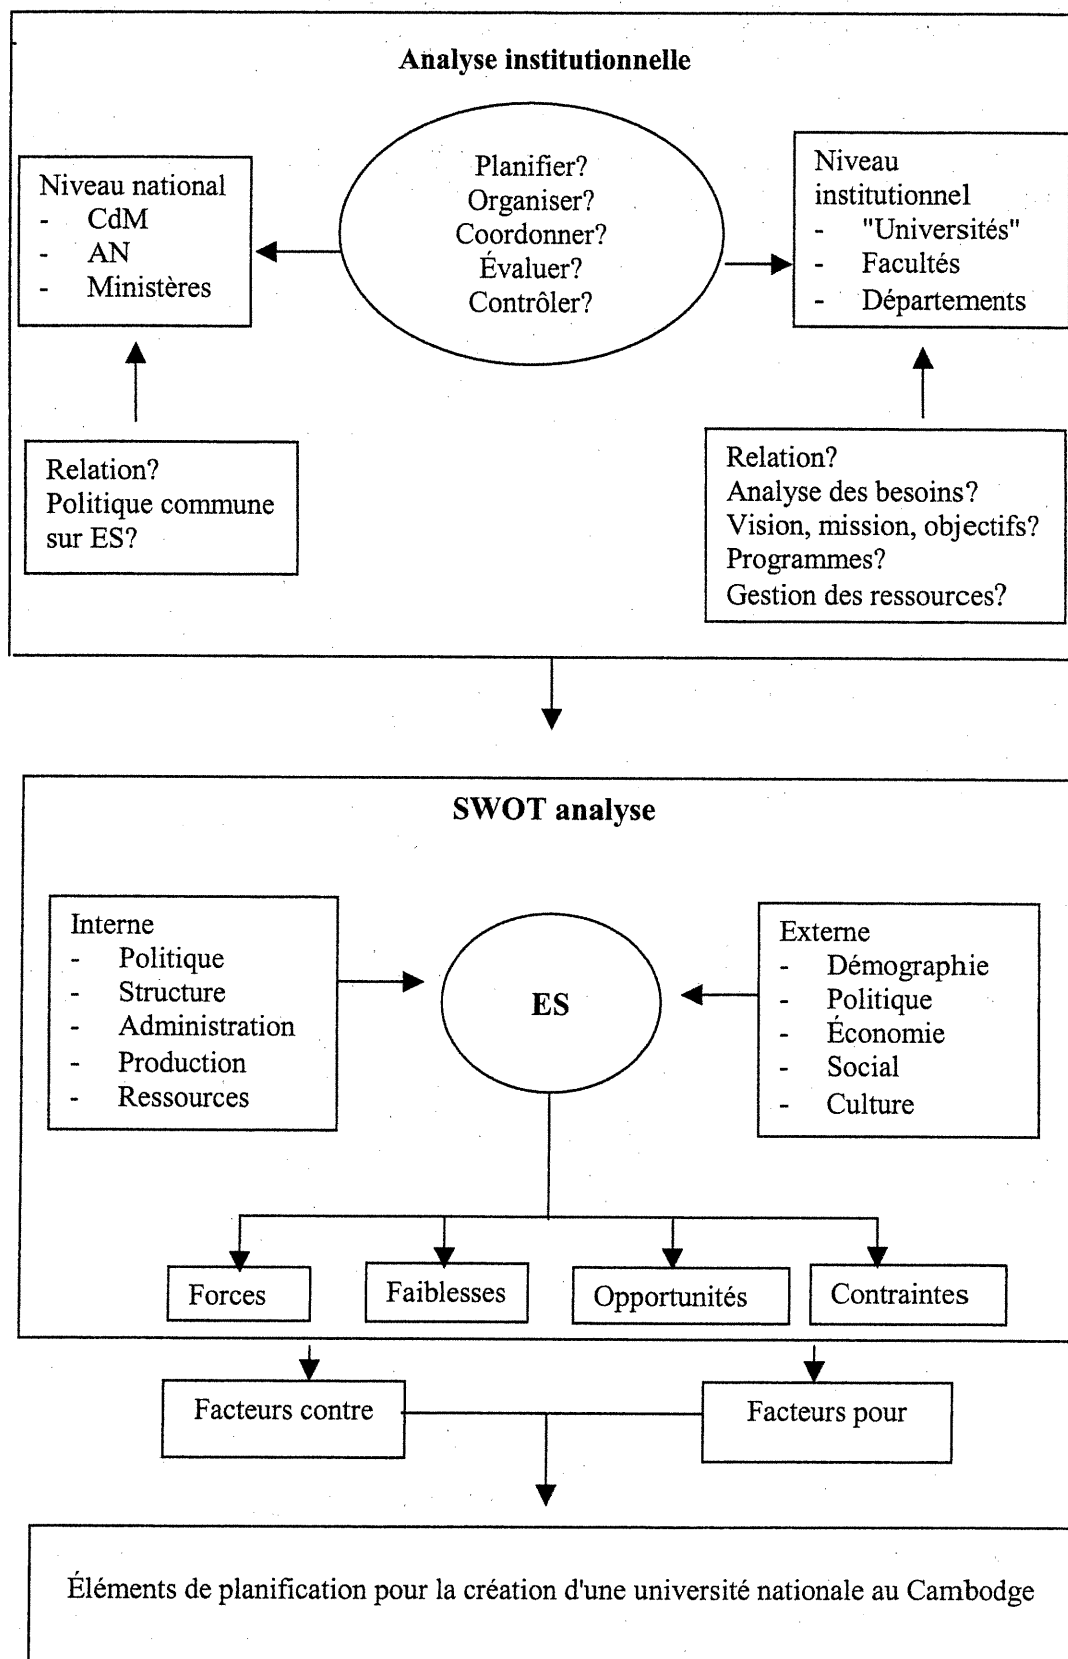 Analyse institutionnelle
Planifier?
Organiser?
Coordonner?
Évaluer?
Contrôler?
Niveau national
- CdM
- AN
- Ministères
Niveau
institutionnel
- "Universités"
- Facultés
- Départements
Relation?
Politique commune
sur ES?
Relation?
Analyse des besoins?
Vision, mission, objectifs?
Programmes?
Gestion des ressources?
SWOT analyse
Interne
- Politique
- Structure
- Administration
- Production
- Ressources
ES
Externe
- Démographie
- Politique
- Économie
- Social
- Culture
Forces
Faiblesses
Opportunités
Contraintes
Facteurs contre
Facteurs pour
Éléments de planification pour la création d'une université nationale au Cambodge